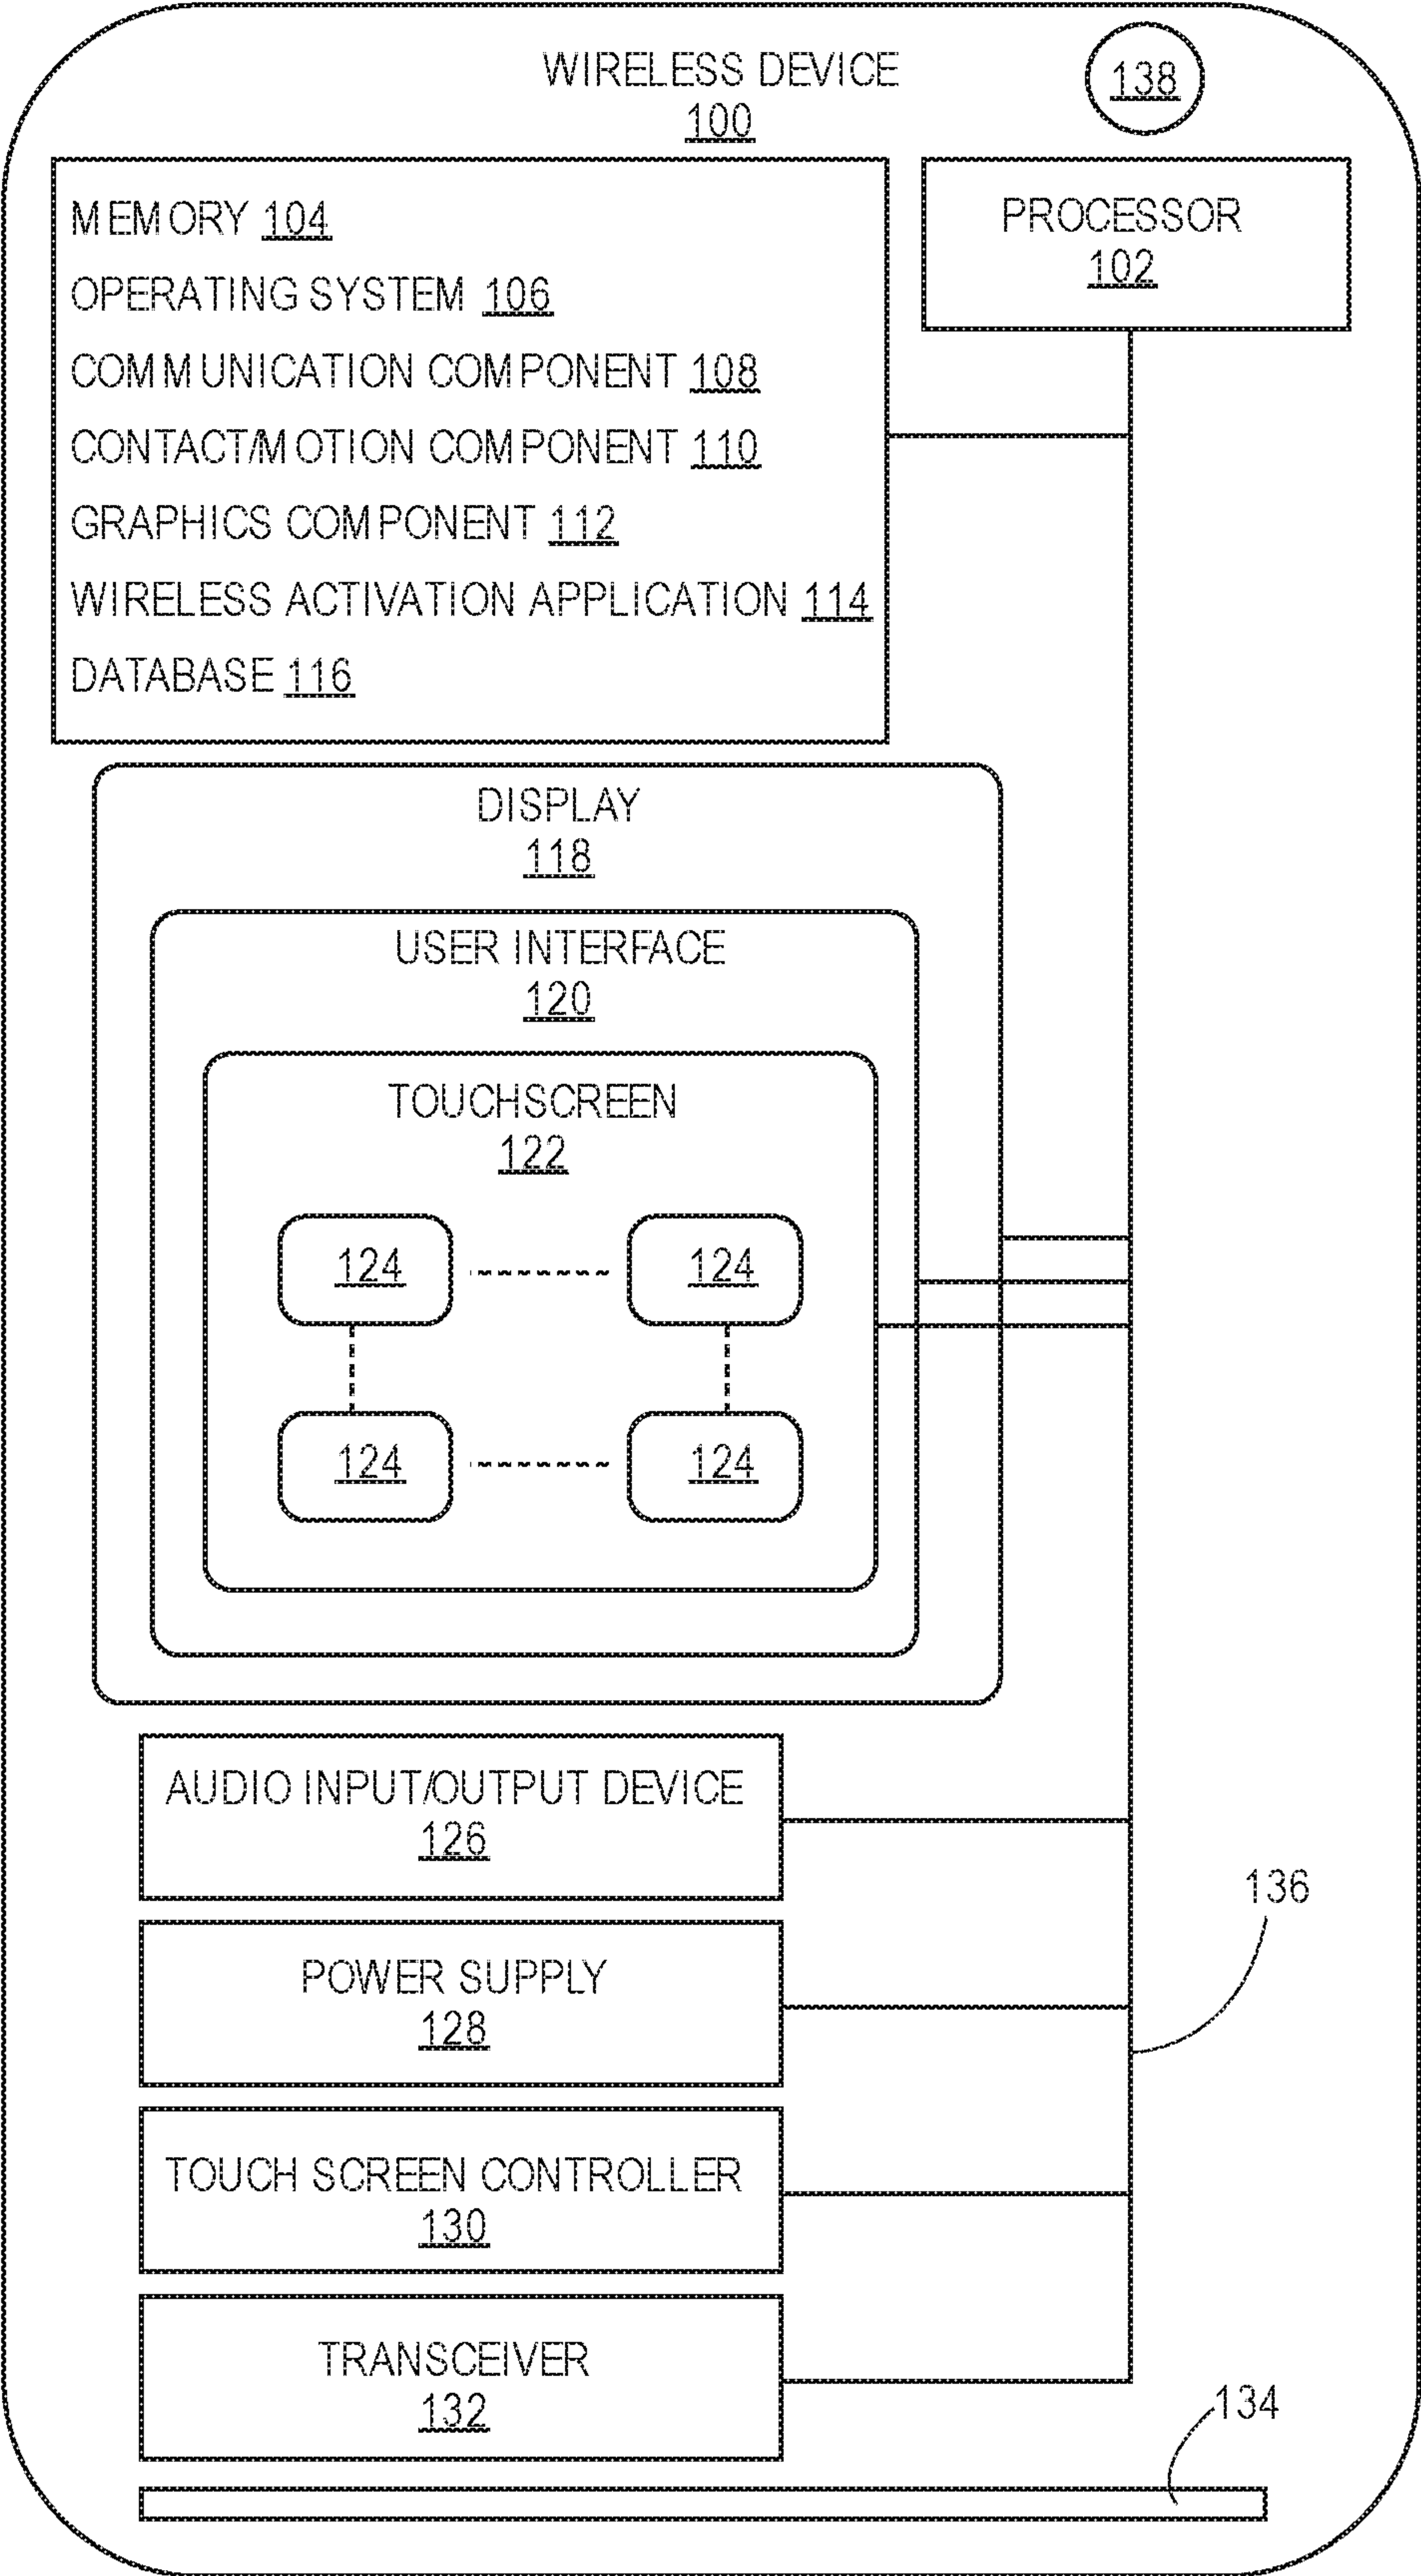 WIRELESS DEVICE
100
138
MEMORY 104
OPERATING SYSTEM 106
COMMUNICATION COMPONENT 108
CONTACT/MOTION COMPONENT 110
GRAPHICS COMPONENT 112
WIRELESS ACTIVATION APPLICATION 114
DATABASE 116
PROCESSOR
102
DISPLAY
118
USER INTERFACE
120
TOUCHSCREEN
122
124
124
124
124
AUDIO INPUT/OUTPUT DEVICE
126
136
POWER SUPPLY
128
TOUCH SCREEN CONTROLLER
130
TRANSCEIVER
132
134